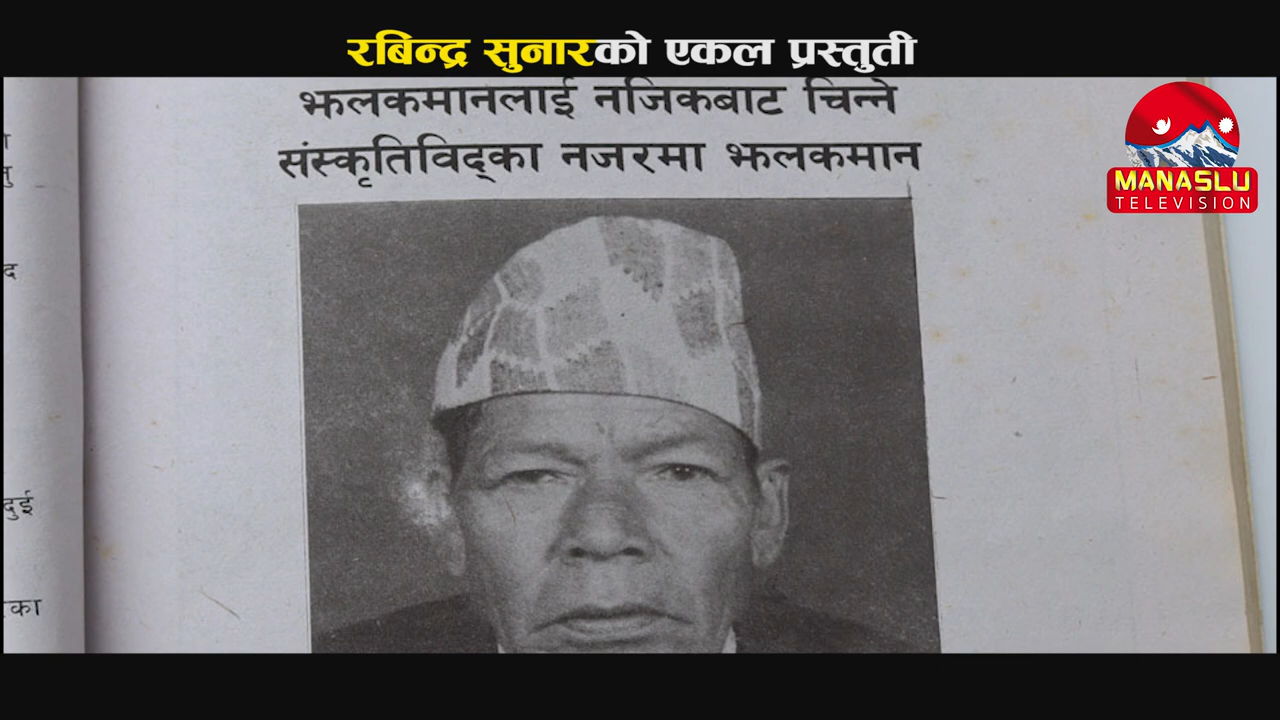 रबिन्द्र सुनारको एकल प्रस्तुती
झलकमानलाई नजिकबाट चिन्ने
संस्कृतिविद्का नजरमा झलकमान
MANASLU
TELEVISION
द
दुई
का